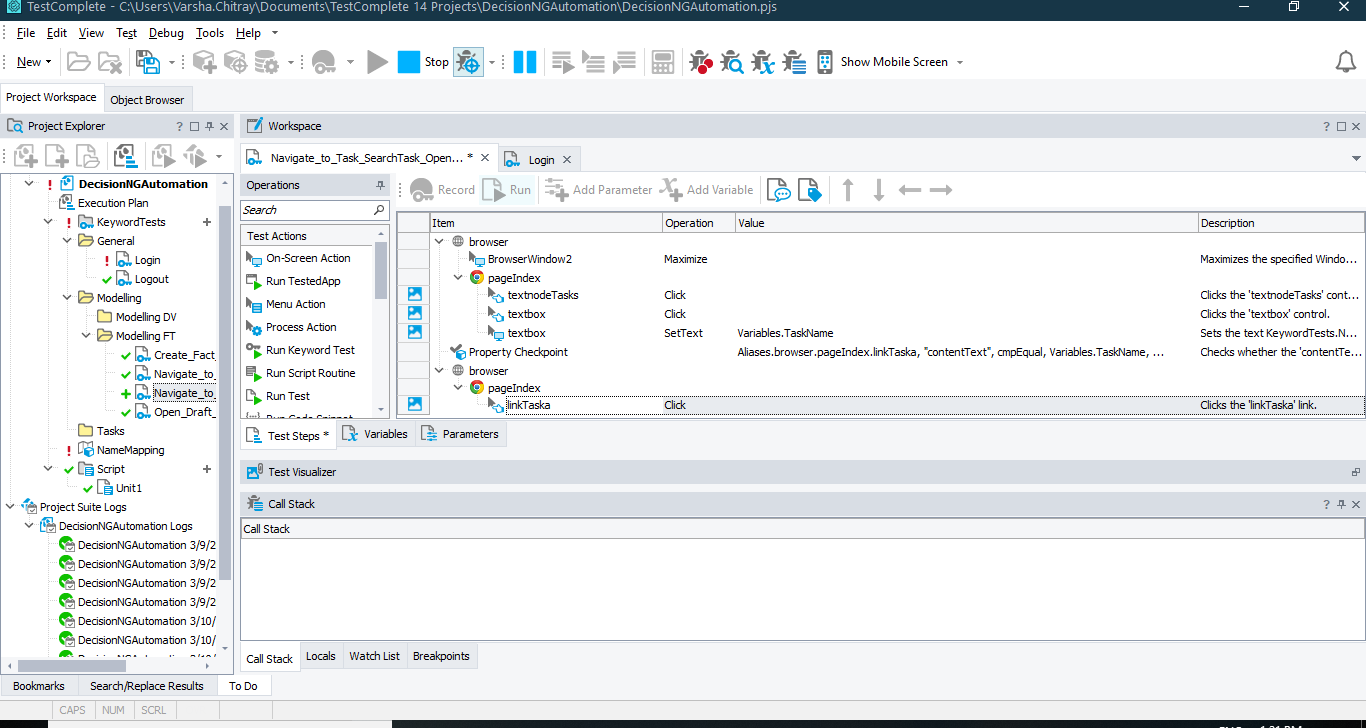 TestComplete - C:\Users\Varsha.Chitray\Documents\TestComplete 14 Projects\DecisionNGAutomation\DecisionNGAutomation.pjs
File Edit View Test Debug Tools Help
New Stop Show Mobile Screen
Project Workspace Object Browser
Project Explorer
DecisionNGAutomation
Execution Plan
KeywordTests
General
Login
Logout
Modelling
Modelling DV
Modelling FT
Create_Fact_
Navigate_to_
Navigate_to_
Open_Draft_
Tasks
NameMapping
Script
Unit1
Project Suite Logs
DecisionNGAutomation Logs
DecisionNGAutomation 3/9/2
DecisionNGAutomation 3/9/2
DecisionNGAutomation 3/9/2
DecisionNGAutomation 3/9/2
DecisionNGAutomation 3/10/
DecisionNGAutomation 3/10/
Workspace
Navigate_to_Task_SearchTask_Open... * Login
Operations
Search
Test Actions
On-Screen Action
Run TestedApp
Menu Action
Process Action
Run Keyword Test
Run Script Routine
Run Test
Run Code Snippet
Record Run Add Parameter Add Variable
Item Operation Value Description
browser
BrowserWindow2 Maximize Maximizes the specified Windo...
pageIndex
textnodeTasks Click Clicks the 'textnodeTasks' cont...
textbox Click Clicks the 'textbox' control.
textbox SetText Variables.TaskName Sets the text KeywordTests.N...
Property Checkpoint Aliases.browser.pageIndex.linkTaska, "contentText", cmpEqual, Variables.TaskName, ... Checks whether the 'contentTe...
browser
pageIndex
linkTaska Click Clicks the 'linkTaska' link.
Test Steps * Variables Parameters
Test Visualizer
Call Stack
Call Stack
Call Stack Locals Watch List Breakpoints
Bookmarks Search/Replace Results To Do
CAPS NUM SCRL